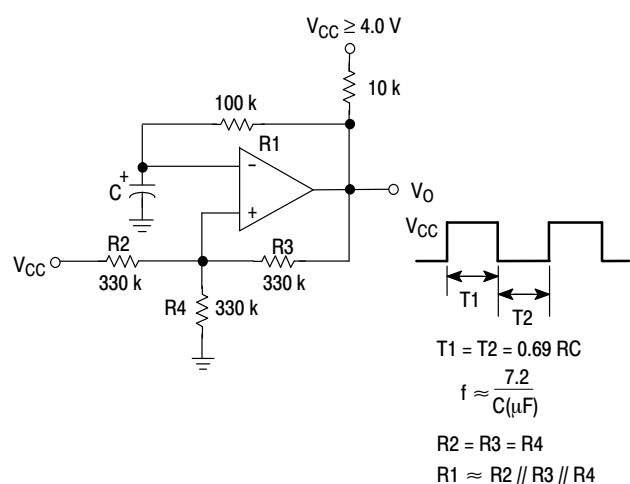 V_CC ≥ 4.0 V
10 k
100 k
R1
−
+
C
+
V_O
V_CC
R2
330 k
R3
330 k
R4
330 k
V_CC
T1
T2
T1 = T2 = 0.69 RC
f ≈ 7.2 / C(μF)
R2 = R3 = R4
R1 ≈ R2 // R3 // R4